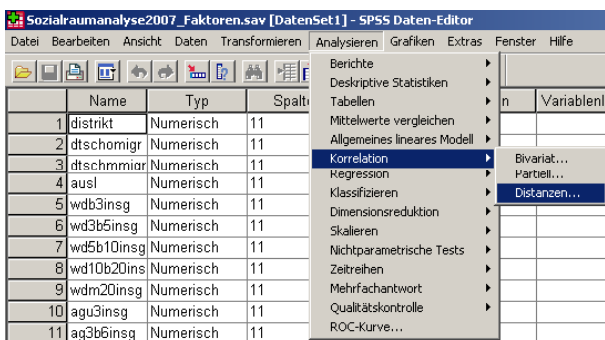 Sozialraumanalyse2007_Faktoren.sav [DatenSet1] - SPSS Daten-Editor
Datei Bearbeiten Ansicht Daten Transformieren Analysieren Grafiken Extras Fenster Hilfe
Name Typ Spalte n Variablenl
1 distrikt Numerisch 11
2 dtschomigr Numerisch 11
3 dtschmmigr Numerisch 11
4 ausl Numerisch 11
5 wdb3insg Numerisch 11
6 wd3b5insg Numerisch 11
7 wd5b10insg Numerisch 11
8 wd10b20ins Numerisch 11
9 wdm20insg Numerisch 11
10 agu3insg Numerisch 11
11 ag3b6insg Numerisch 11
Berichte
Deskriptive Statistiken
Tabellen
Mittelwerte vergleichen
Allgemeines lineares Modell
Korrelation
Regression
Klassifizieren
Dimensionsreduktion
Skalieren
Nichtparametrische Tests
Zeitreihen
Mehrfachantwort
Qualitätskontrolle
ROC-Kurve...
Bivariat...
Partiell...
Distanzen...